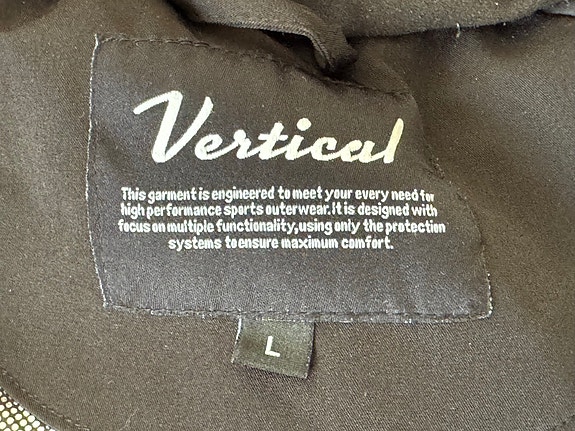 Vertical
This garment is engineered to meet your every need for
high performance sports outerwear.It is designed with
focus on multiple functionality,using only the protection
systems to ensure maximum comfort.
L